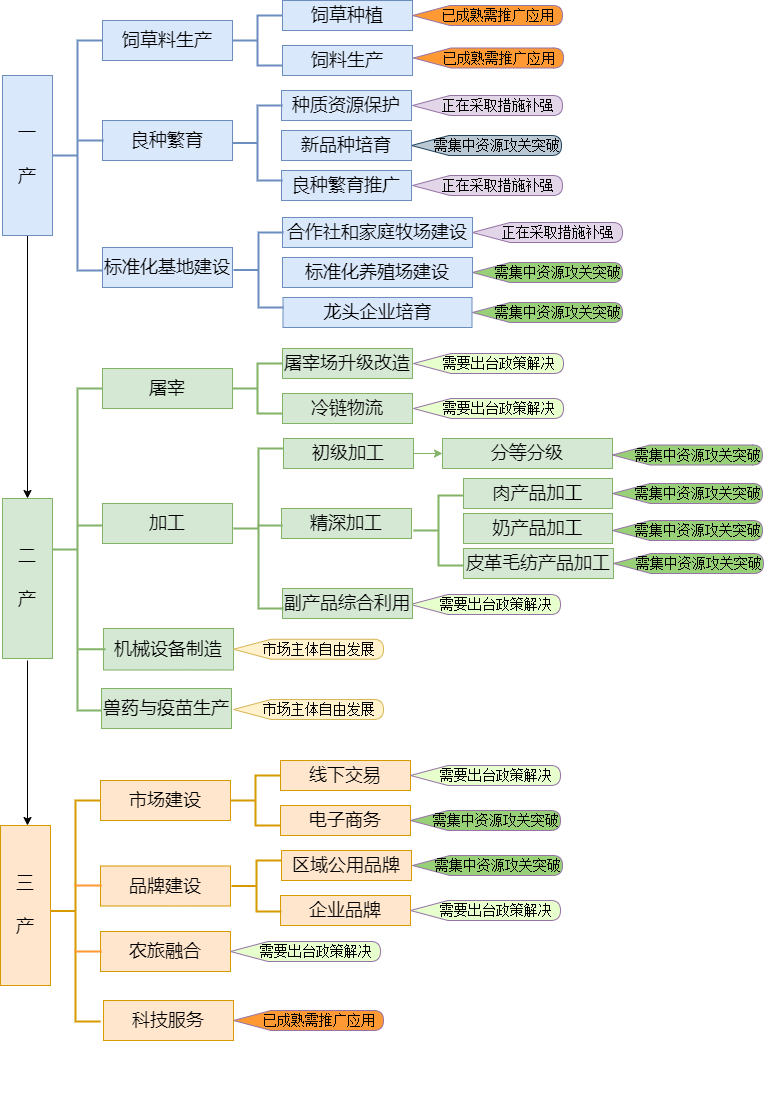 一
产
饲草料生产
饲草种植
已成熟需推广应用
饲料生产
已成熟需推广应用
良种繁育
种质资源保护
正在采取措施补强
新品种培育
需集中资源攻关突破
良种繁育推广
正在采取措施补强
标准化基地建设
合作社和家庭牧场建设
正在采取措施补强
标准化养殖场建设
需集中资源攻关突破
龙头企业培育
需集中资源攻关突破
二
产
屠宰
屠宰场升级改造
需要出台政策解决
冷链物流
需要出台政策解决
加工
初级加工
分等分级
需集中资源攻关突破
精深加工
肉产品加工
需集中资源攻关突破
奶产品加工
需集中资源攻关突破
皮革毛纺产品加工
需集中资源攻关突破
副产品综合利用
需要出台政策解决
机械设备制造
市场主体自由发展
兽药与疫苗生产
市场主体自由发展
三
产
市场建设
线下交易
需要出台政策解决
电子商务
需集中资源攻关突破
品牌建设
区域公用品牌
需集中资源攻关突破
企业品牌
需要出台政策解决
农旅融合
需要出台政策解决
科技服务
已成熟需推广应用